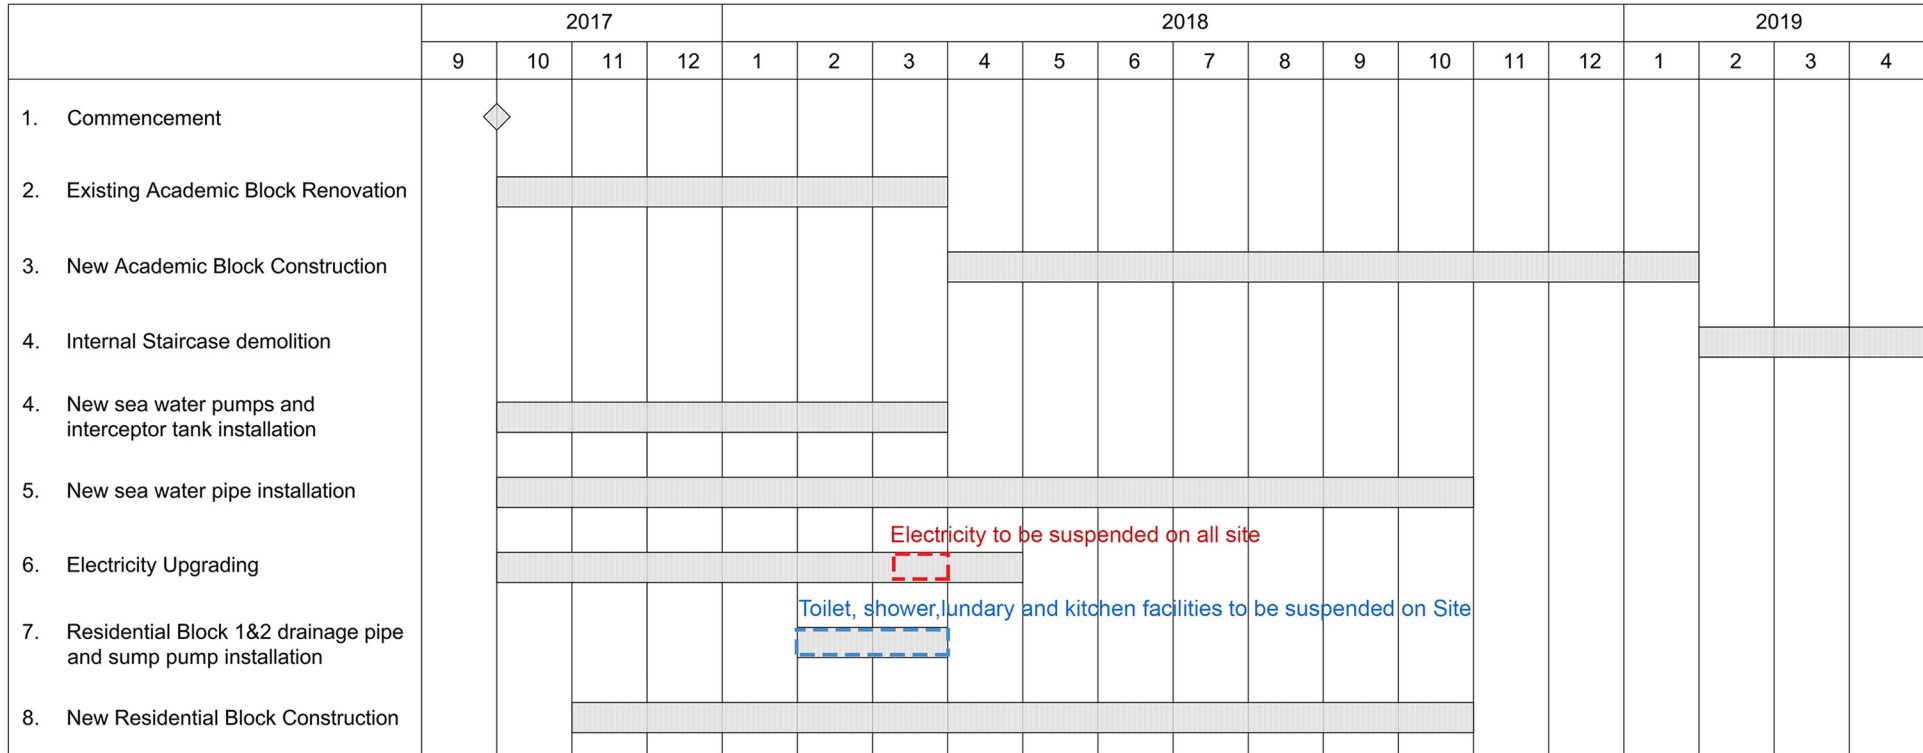 2017 2018 2019
9 10 11 12 1 2 3 4 5 6 7 8 9 10 11 12 1 2 3 4
1. Commencement
2. Existing Academic Block Renovation
3. New Academic Block Construction
4. Internal Staircase demolition
4. New sea water pumps and
interceptor tank installation
5. New sea water pipe installation
Electricity to be suspended on all site
6. Electricity Upgrading
Toilet, shower,lundary and kitchen facilities to be suspended on Site
7. Residential Block 1&2 drainage pipe
and sump pump installation
8. New Residential Block Construction